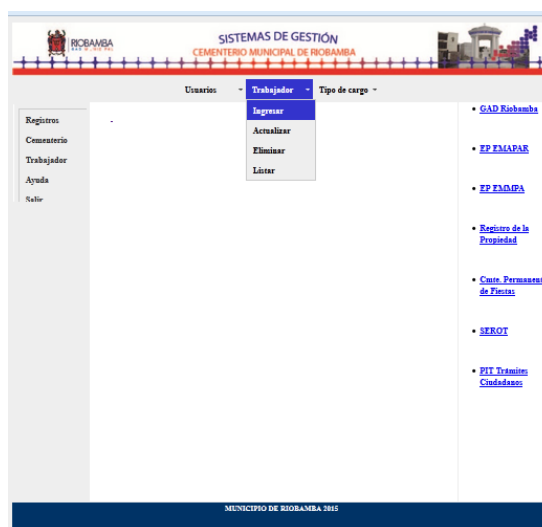 RIOBAMBA
SISTEMAS DE GESTIÓN
CEMENTERIO MUNICIPAL DE RIOBAMBA
Usuarios
Trabajador
Tipo de cargo
Ingresar
Actualizar
Eliminar
Listar
Registros
Cementerio
Trabajador
Ayuda
Salir
GAD Riobamba
EP EMAPAR
EP EMMPA
Registro de la
Propiedad
Cmte. Permanent
de Fiestas
SEROT
PIT Trámites
Ciudadanos
MUNICIPIO DE RIOBAMBA 2015